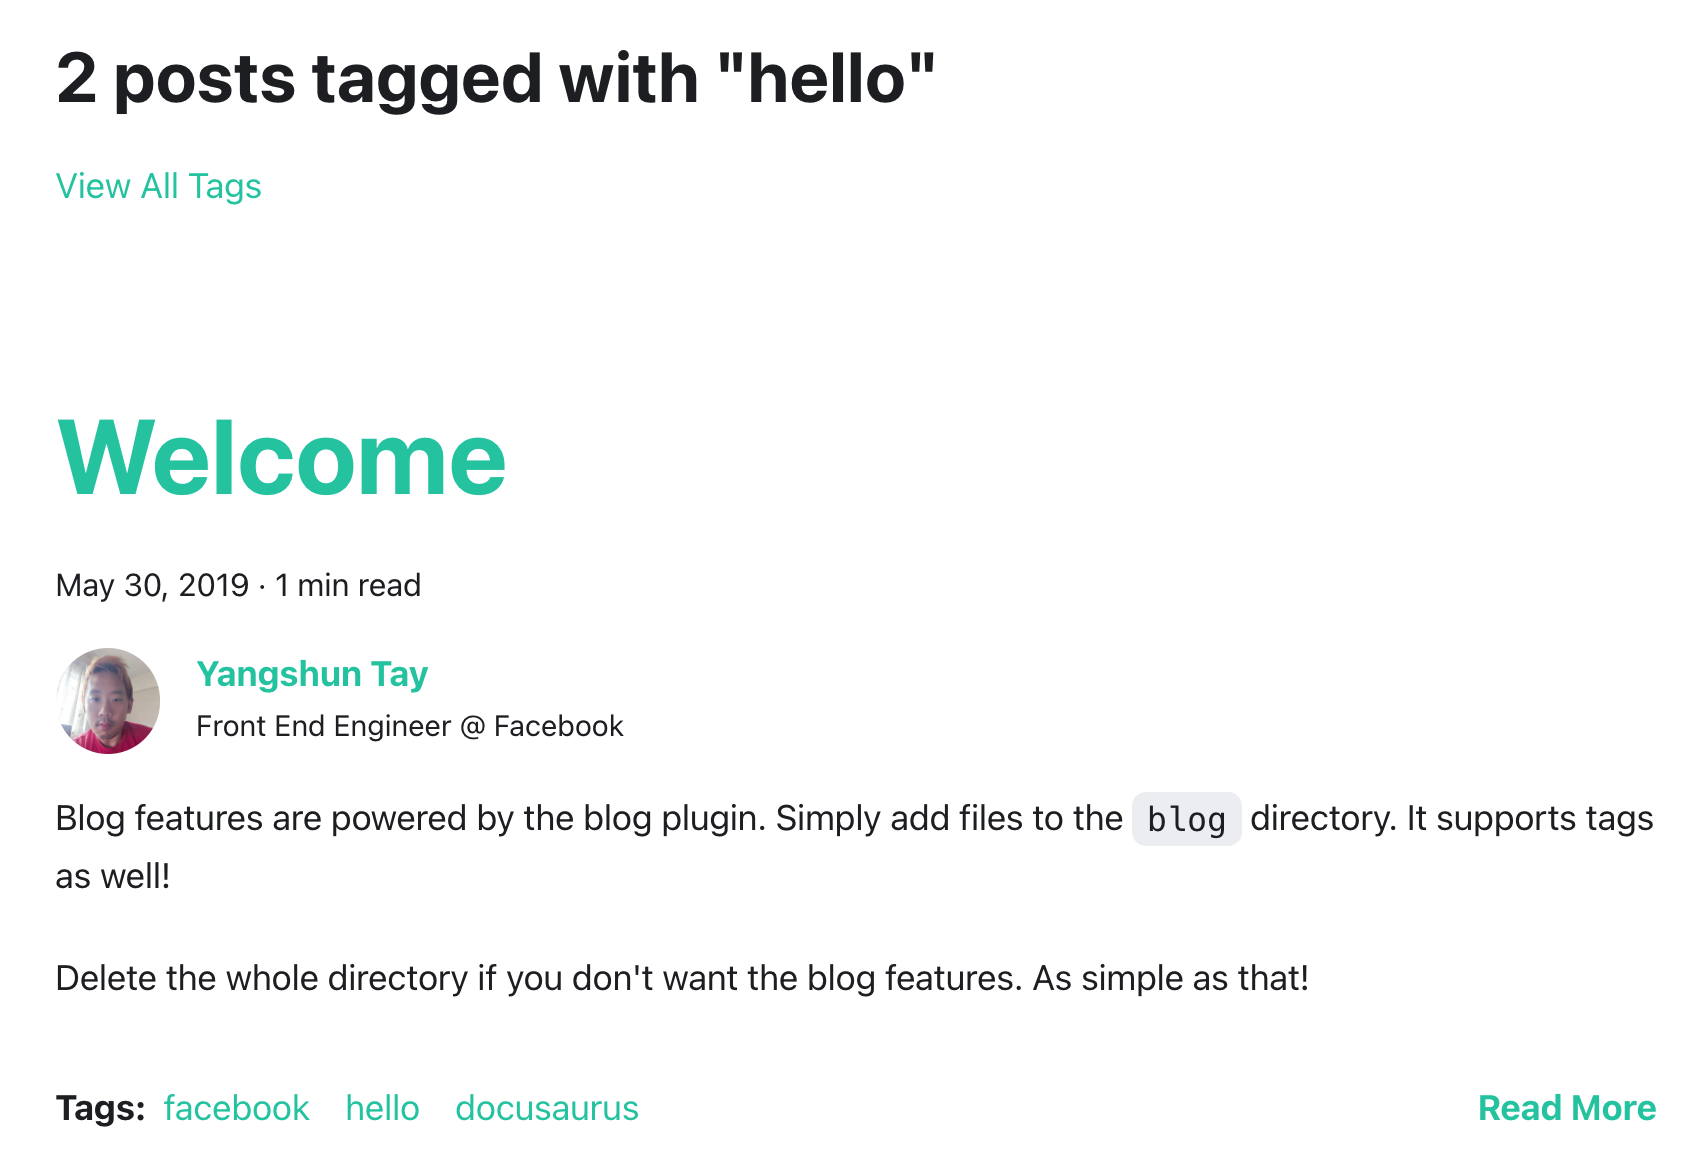 2 posts tagged with "hello"
View All Tags
Welcome
May 30, 2019 · 1 min read
Yangshun Tay
Front End Engineer @ Facebook
Blog features are powered by the blog plugin. Simply add files to the blog directory. It supports tags
as well!
Delete the whole directory if you don't want the blog features. As simple as that!
Tags: facebook hello docusaurus Read More